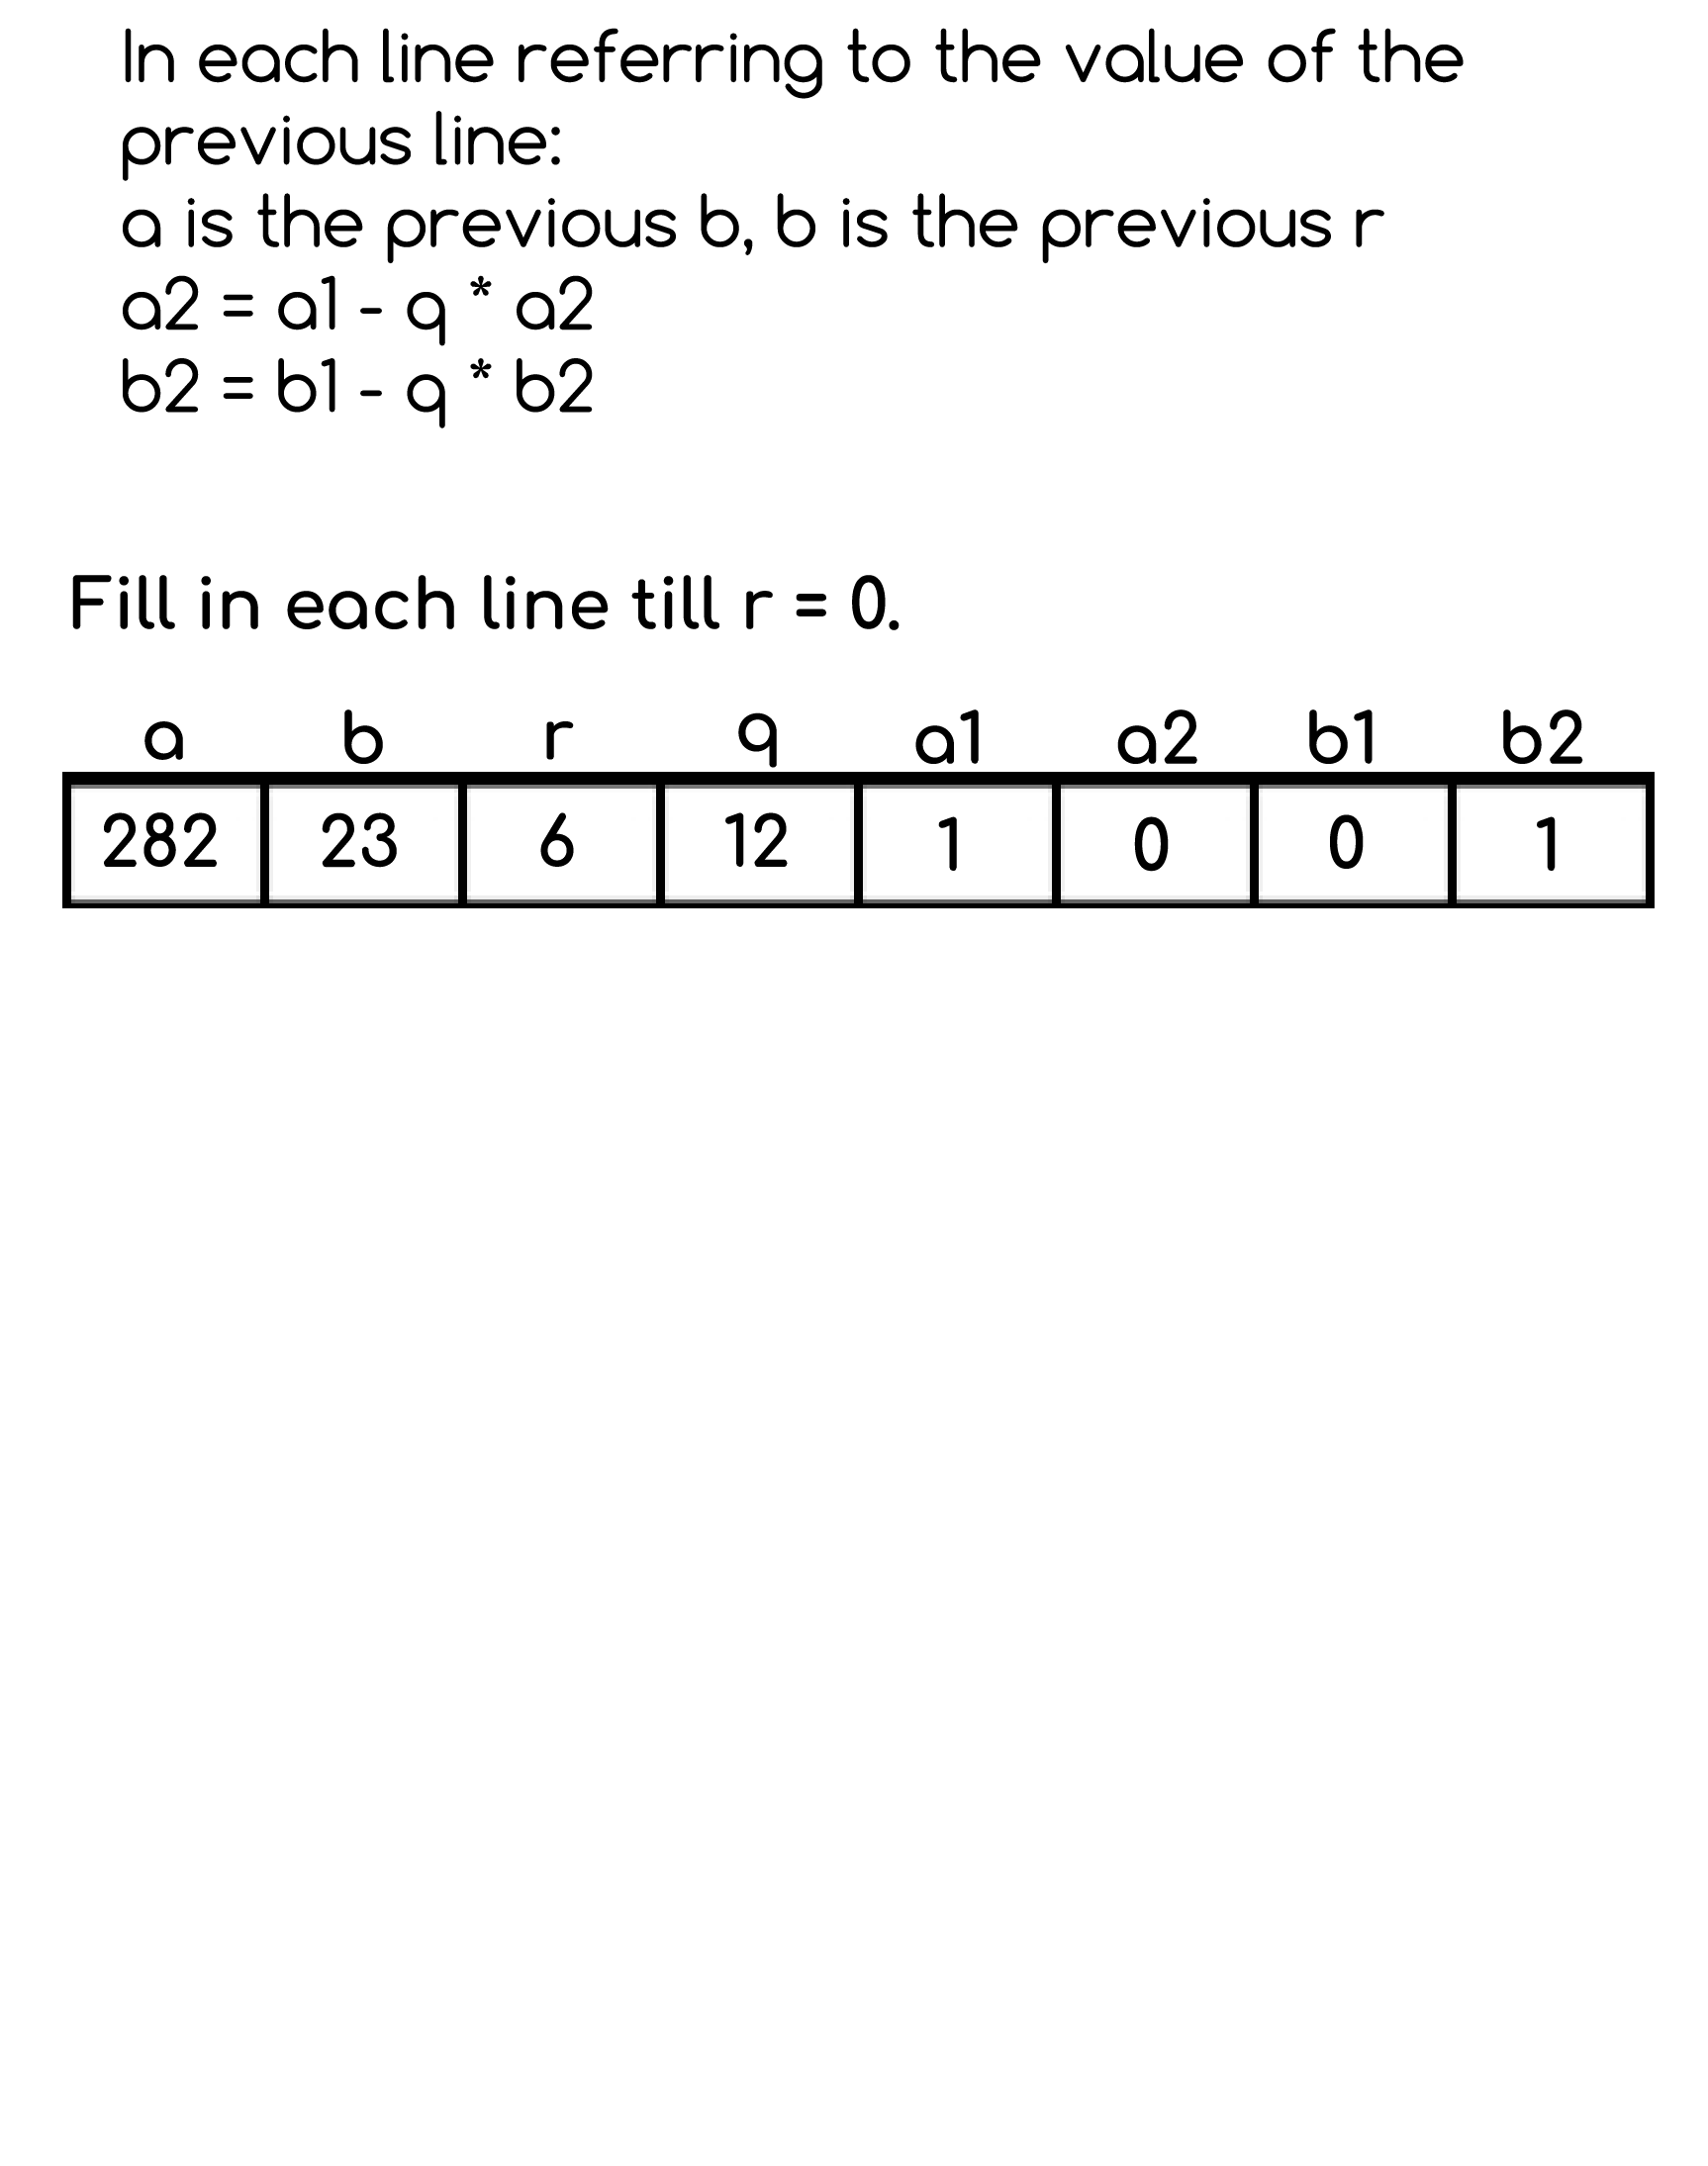 In each line referring to the value of the
previous line:
a is the previous b, b is the previous r
a2 = a1 - q * a2
b2 = b1 - q * b2
Fill in each line till r = 0.
a b r q a1 a2 b1 b2
282 23 6 12 1 0 0 1